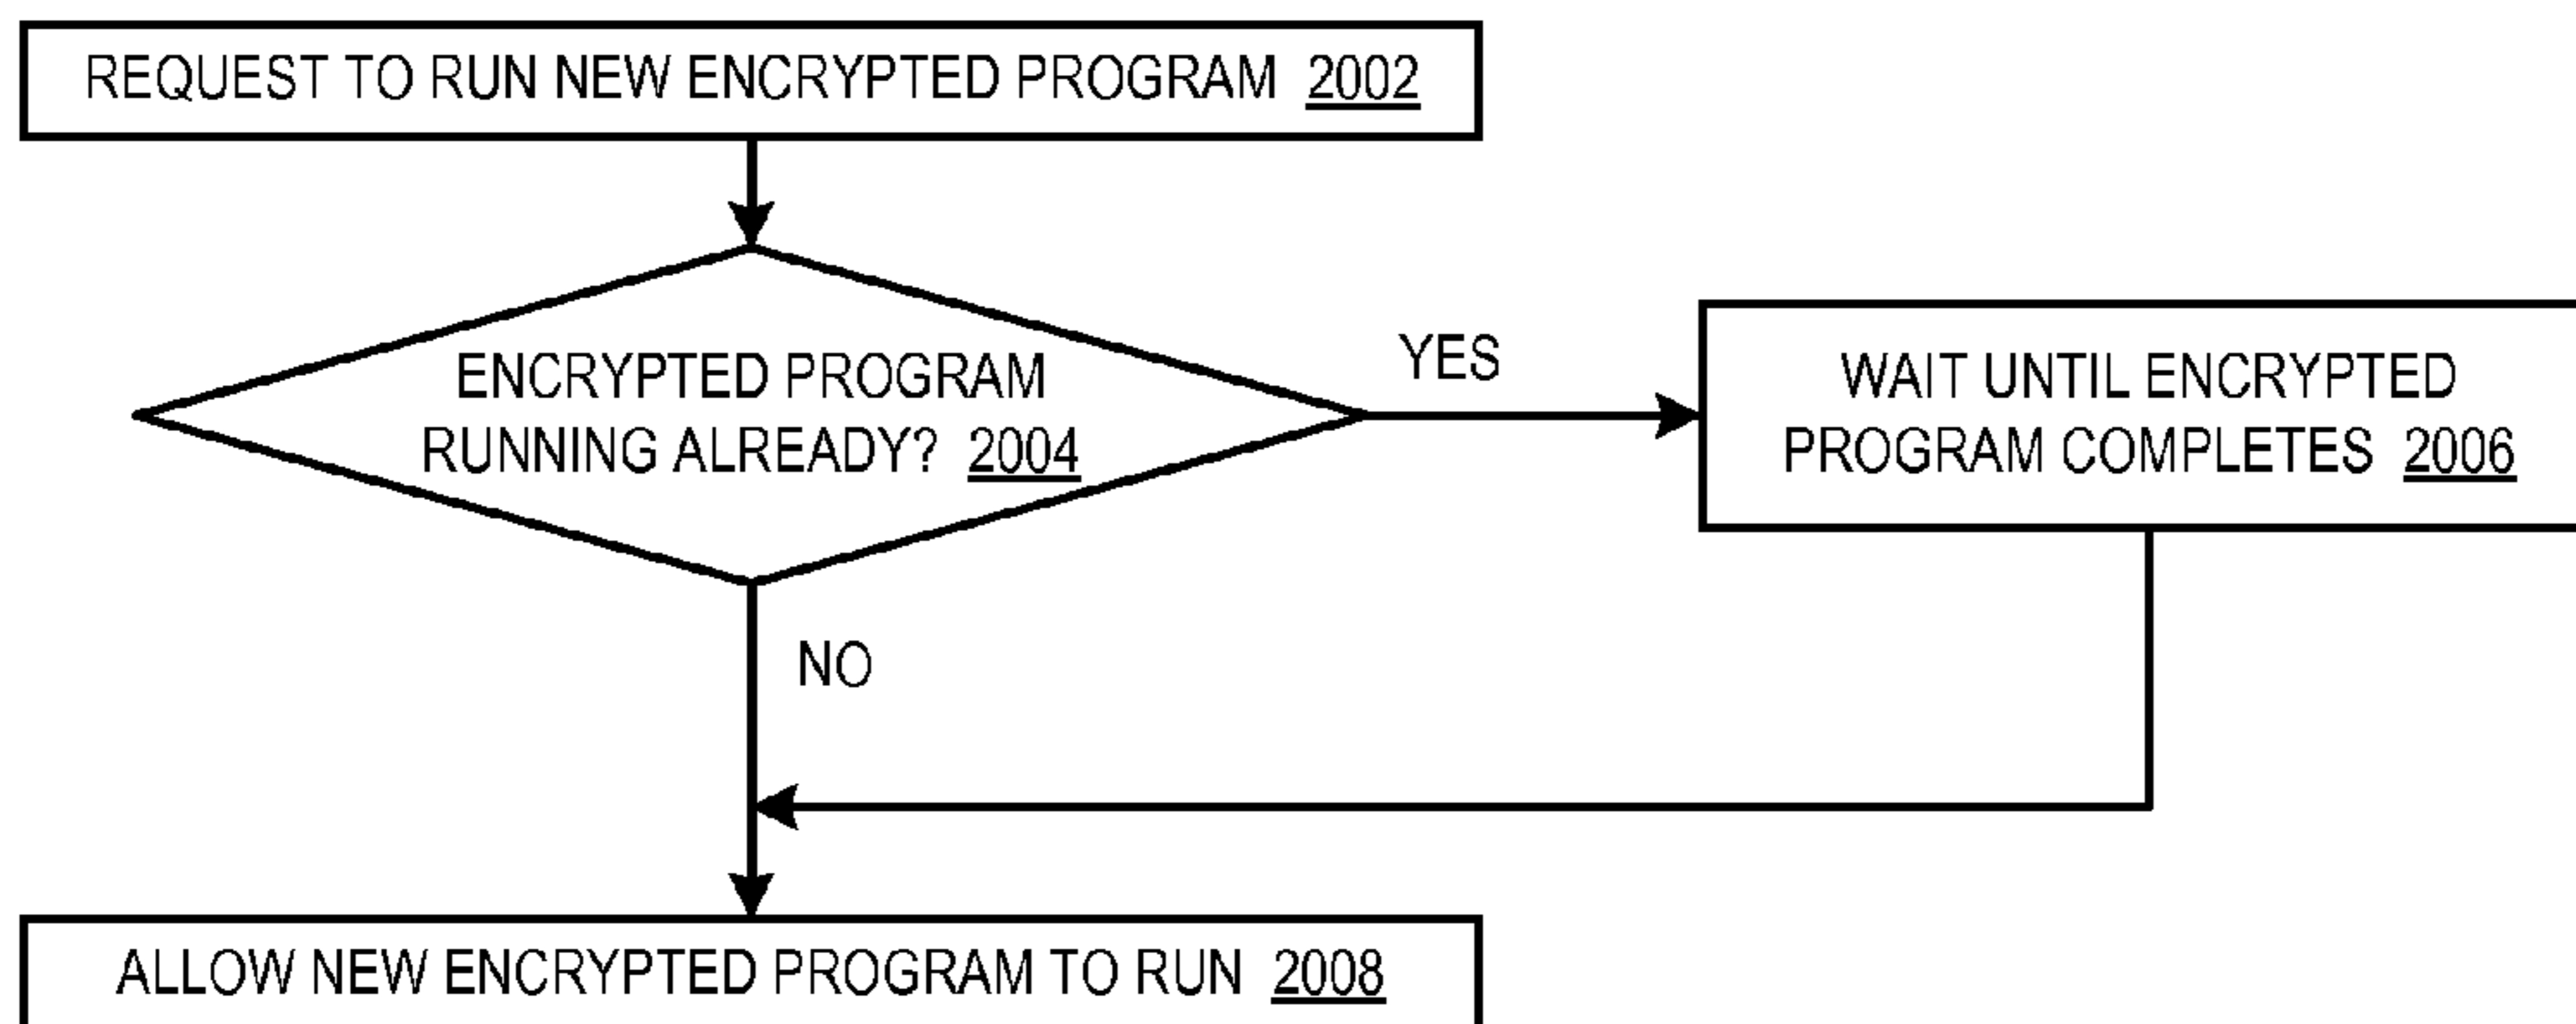 REQUEST TO RUN NEW ENCRYPTED PROGRAM 2002
ENCRYPTED PROGRAM
RUNNING ALREADY? 2004
YES
WAIT UNTIL ENCRYPTED
PROGRAM COMPLETES 2006
NO
ALLOW NEW ENCRYPTED PROGRAM TO RUN 2008